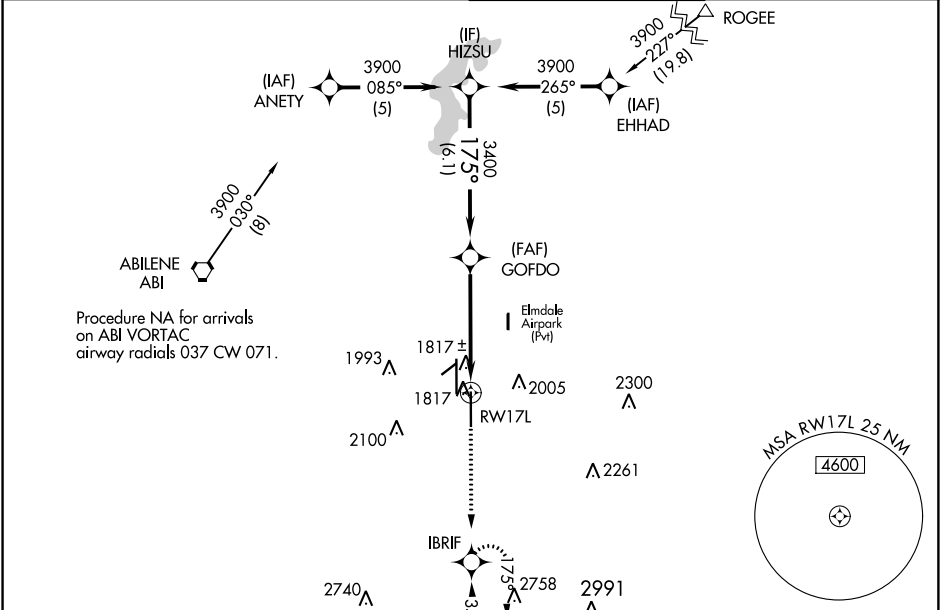 ROGEE
3900
227°
(19.8)
(IF)
HIZSU
(IAF)
ANETY
3900
085°
(5)
3900
265°
(5)
(IAF)
EHHAD
3400
175°
(6.1)
3900
030°
(8)
ABILENE
ABI
(FAF)
GOFDO
Procedure NA for arrivals
on ABI VORTAC
airway radials 037 CW 071.
Elmdale
Airpark
(Pvt)
1993
1817 ±
1817
2005
2300
RW17L
2100
2261
MSA RW17L 25 NM
4600
IBRIF
175°
2740
2758
2991